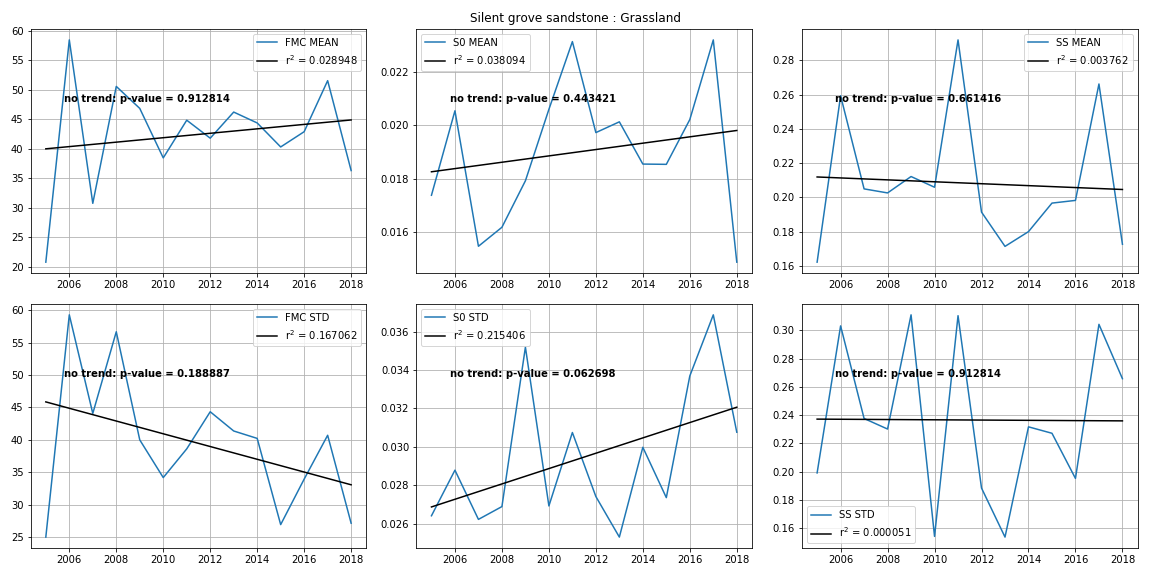 Silent grove sandstone : Grassland
60
55
50
45
40
35
30
25
20
FMC MEAN
r² = 0.028948
no trend: p-value = 0.912814
2006 2008 2010 2012 2014 2016 2018
0.022
0.020
0.018
0.016
S0 MEAN
r² = 0.038094
no trend: p-value = 0.443421
2006 2008 2010 2012 2014 2016 2018
0.28
0.26
0.24
0.22
0.20
0.18
0.16
SS MEAN
r² = 0.003762
no trend: p-value = 0.661416
2006 2008 2010 2012 2014 2016 2018
60
55
50
45
40
35
30
25
FMC STD
r² = 0.167062
no trend: p-value = 0.188887
2006 2008 2010 2012 2014 2016 2018
0.036
0.034
0.032
0.030
0.028
0.026
S0 STD
r² = 0.215406
no trend: p-value = 0.062698
2006 2008 2010 2012 2014 2016 2018
0.30
0.28
0.26
0.24
0.22
0.20
0.18
0.16
no trend: p-value = 0.912814
SS STD
r² = 0.000051
2006 2008 2010 2012 2014 2016 2018